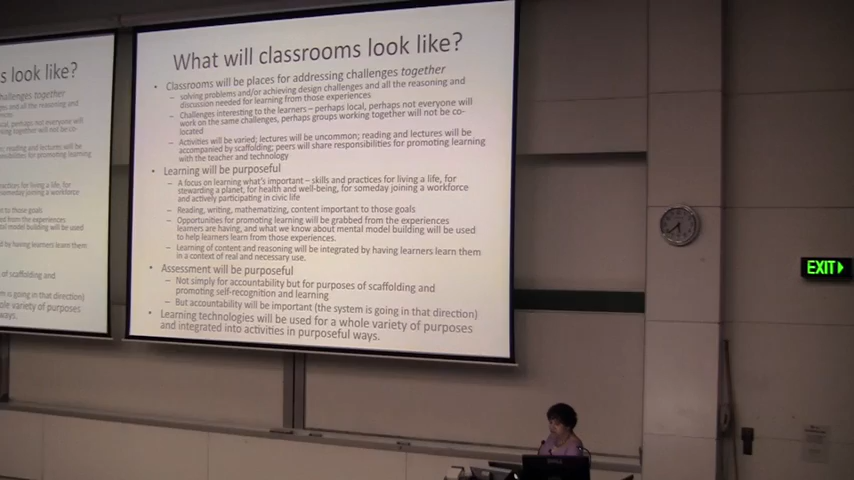 s look like?
hallenges together
What will classrooms look like?
• Classrooms will be places for addressing challenges together
– solving problems and/or achieving design challenges and all the reasoning and
discussion needed for learning from those experiences
– Challenges interesting to the learners – perhaps local, perhaps not everyone will
work on the same challenges, perhaps groups working together will not be co-
located
– Activities will be varied; lectures will be uncommon; reading and lectures will be
accompanied by scaffolding; peers will share responsibilities for promoting learning
with the teacher and technology
• Learning will be purposeful
– A focus on learning what's important – skills and practices for living a life, for
stewarding a planet, for health and well-being, for someday joining a workforce
and actively participating in civic life
– Reading, writing, mathematizing, content important to those goals
– Opportunities for promoting learning will be grabbed from the experiences
learners are having, and what we know about mental model building will be used
to help learners learn from those experiences.
– Learning of content and reasoning will be integrated by having learners learn them
in a context of real and necessary use.
• Assessment will be purposeful
– Not simply for accountability but for purposes of scaffolding and
promoting self-recognition and learning
– But accountability will be important (the system is going in that direction)
• Learning technologies will be used for a whole variety of purposes
and integrated into activities in purposeful ways.
EXIT